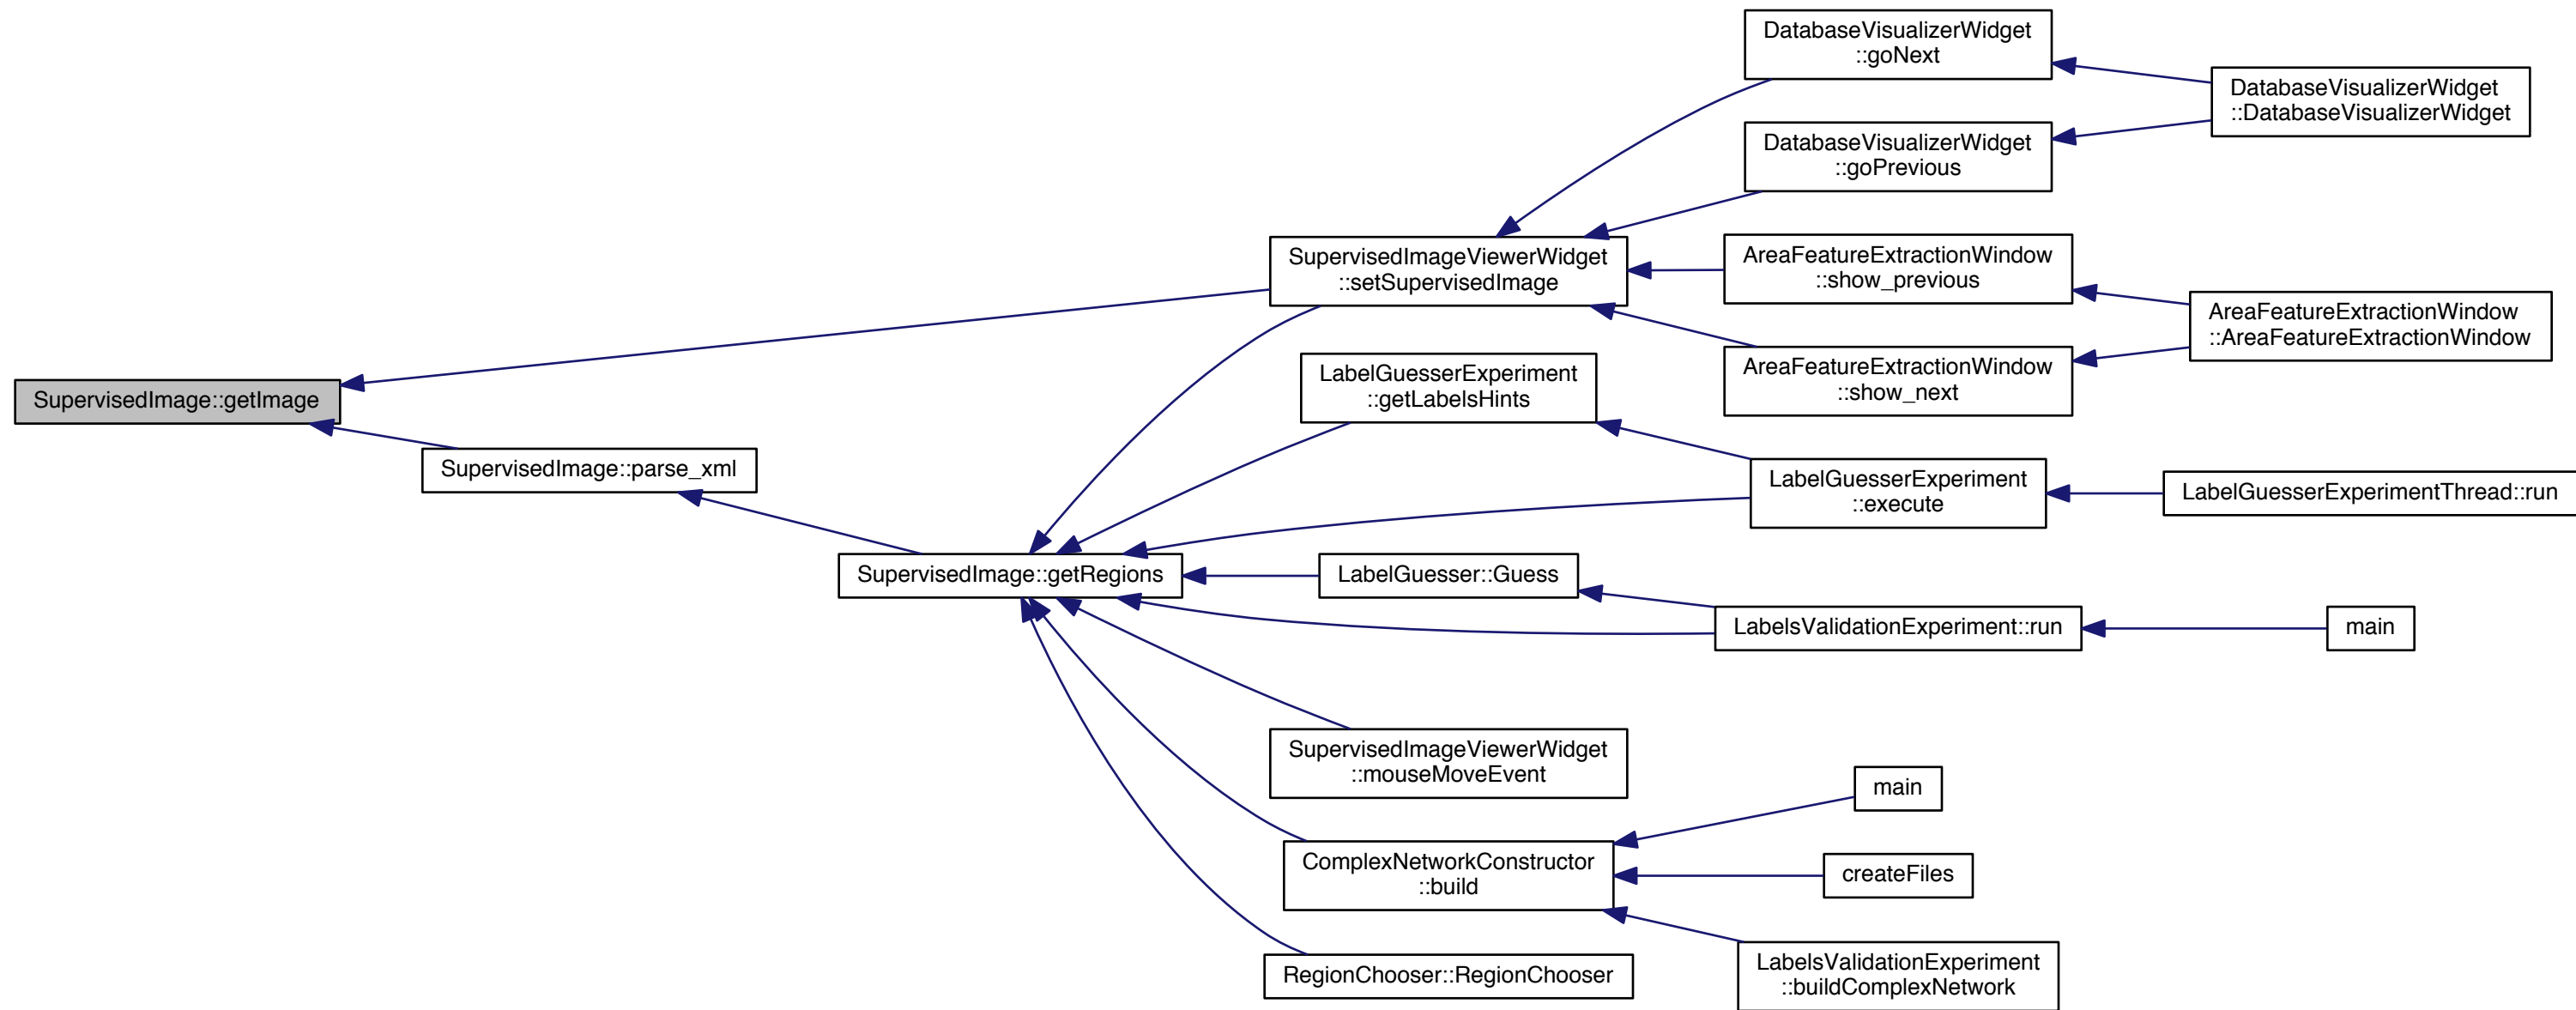 DatabaseVisualizerWidget
::goNext
DatabaseVisualizerWidget
::DatabaseVisualizerWidget
DatabaseVisualizerWidget
::goPrevious
SupervisedImageViewerWidget
::setSupervisedImage
AreaFeatureExtractionWindow
::show_previous
AreaFeatureExtractionWindow
::AreaFeatureExtractionWindow
AreaFeatureExtractionWindow
::show_next
LabelGuesserExperiment
::getLabelsHints
SupervisedImage::getImage
SupervisedImage::parse_xml
LabelGuesserExperiment
::execute
LabelGuesserExperimentThread::run
SupervisedImage::getRegions
LabelGuesser::Guess
LabelsValidationExperiment::run
main
SupervisedImageViewerWidget
::mouseMoveEvent
main
ComplexNetworkConstructor
::build
createFiles
RegionChooser::RegionChooser
LabelsValidationExperiment
::buildComplexNetwork